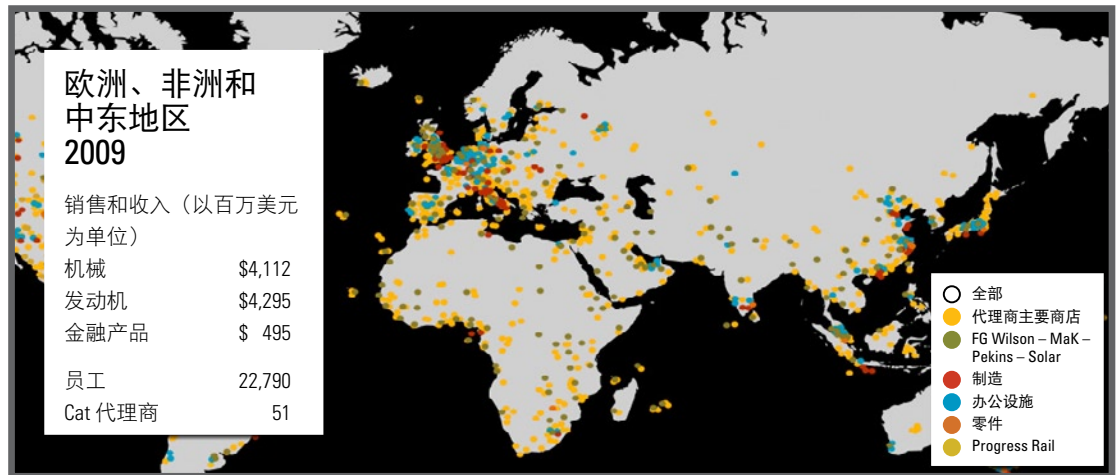 欧洲、非洲和
中东地区
2009
销售和收入（以百万美元
为单位）
机械 $4,112
发动机 $4,295
金融产品 $ 495
员工 22,790
Cat 代理商 51
全部
代理商主要商店
FG Wilson – MaK –
Pekins – Solar
制造
办公设施
零件
Progress Rail